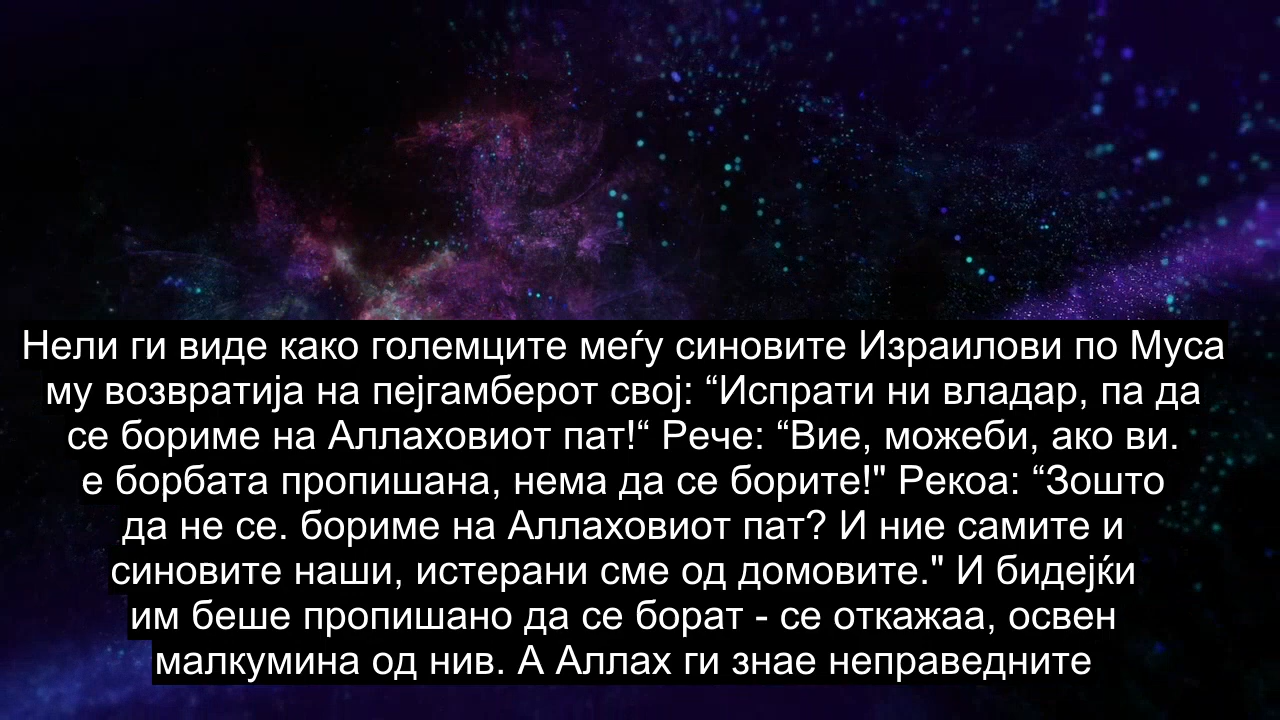 Нели ги виде како големците меѓу синовите Израилови по Муса
му возвратија на пејгамберот свој: “Испрати ни владар, па да
се бориме на Аллаховиот пат!“ Рече: “Вие, можеби, ако ви.
е борбата пропишана, нема да се борите!" Рекоа: “Зошто
да не се. бориме на Аллаховиот пат? И ние самите и
синовите наши, истерани сме од домовите." И бидејќи
им беше пропишано да се борат - се откажаа, освен
малкумина од нив. А Аллах ги знае неправедните